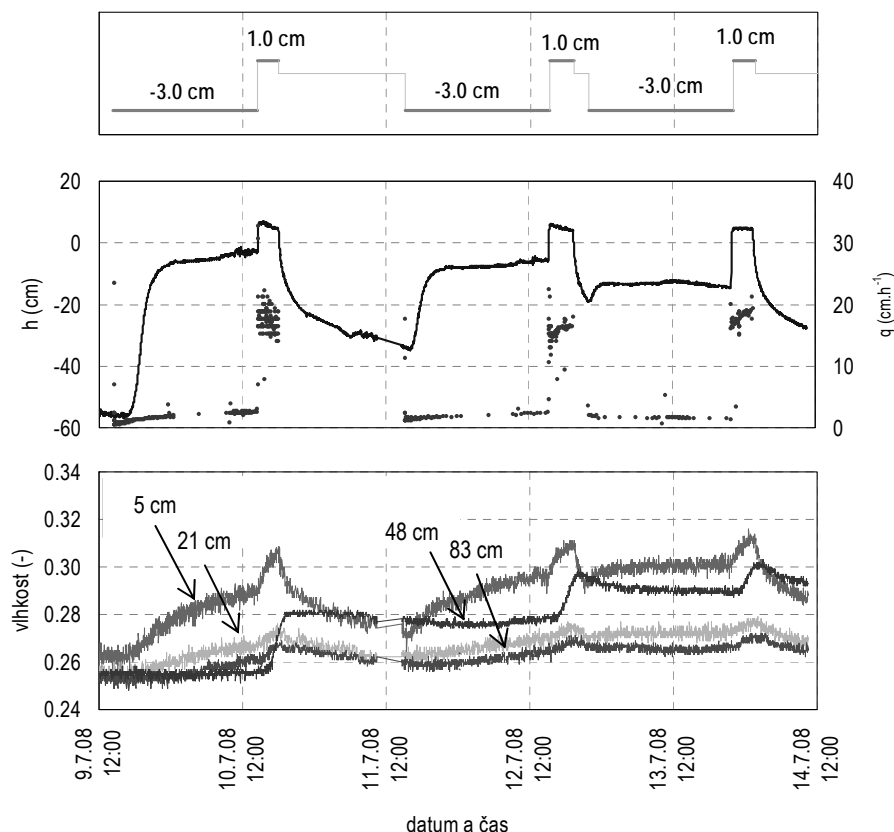 1.0 cm 1.0 cm 1.0 cm
-3.0 cm -3.0 cm -3.0 cm
20 40
0 30
-20 20
-40 10
-60 0
h (cm)
q (cm.h⁻¹)
0.34
0.32
0.30
0.28
0.26
0.24
vlhkost (-)
5 cm
21 cm
48 cm
83 cm
9.7.08 12:00
10.7.08 12:00
11.7.08 12:00
12.7.08 12:00
13.7.08 12:00
14.7.08 12:00
datum a čas